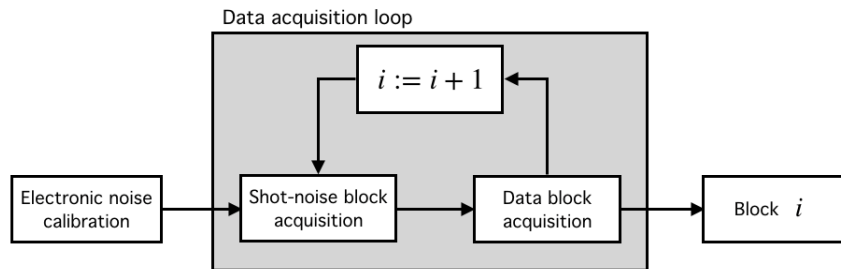 Data acquisition loop
i := i + 1
Electronic noise
calibration
Shot-noise block
acquisition
Data block
acquisition
Block i